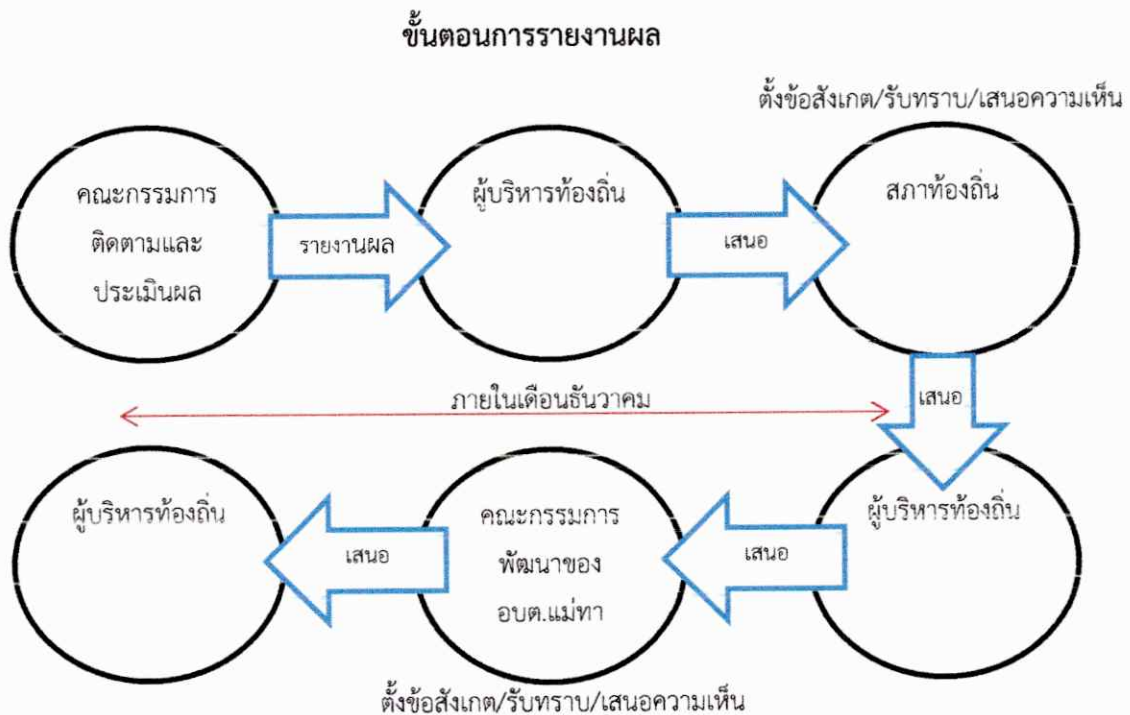 ขั้นตอนการรายงานผล
ตั้งข้อสังเกต/รับทราบ/เสนอความเห็น
คณะกรรมการ
ติดตามและ
ประเมินผล
รายงานผล
ผู้บริหารท้องถิ่น
เสนอ
สภาท้องถิ่น
เสนอ
ภายในเดือนธันวาคม
ผู้บริหารท้องถิ่น
เสนอ
คณะกรรมการ
พัฒนาของ
อบต.แม่ทา
เสนอ
ผู้บริหารท้องถิ่น
ตั้งข้อสังเกต/รับทราบ/เสนอความเห็น